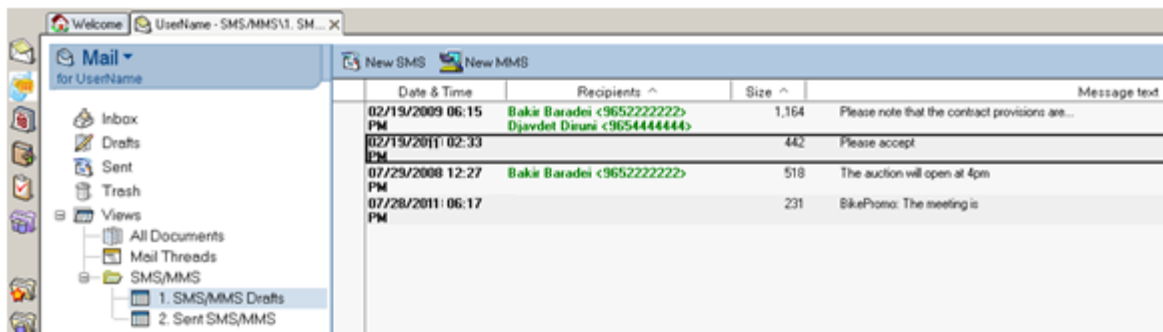 Welcome
UserName - SMS/MMS\1. SM...
Mail
for UserName
New SMS
New MMS
Inbox
Drafts
Sent
Trash
Views
All Documents
Mail Threads
SMS/MMS
1. SMS/MMS Drafts
2. Sent SMS/MMS
Date & Time Recipients Size Message text
02/19/2009 06:15 Bakir Baradei <9652222222> 1,164 Please note that the contract provisions are...
PM Djavdet Diruni <9654444444>
02/19/2011 02:33 442 Please accept
PM
07/29/2008 12:27 Bakir Baradei <9652222222> 518 The auction will open at 4pm
PM
07/28/2011 06:17 231 BikePromo: The meeting is
PM